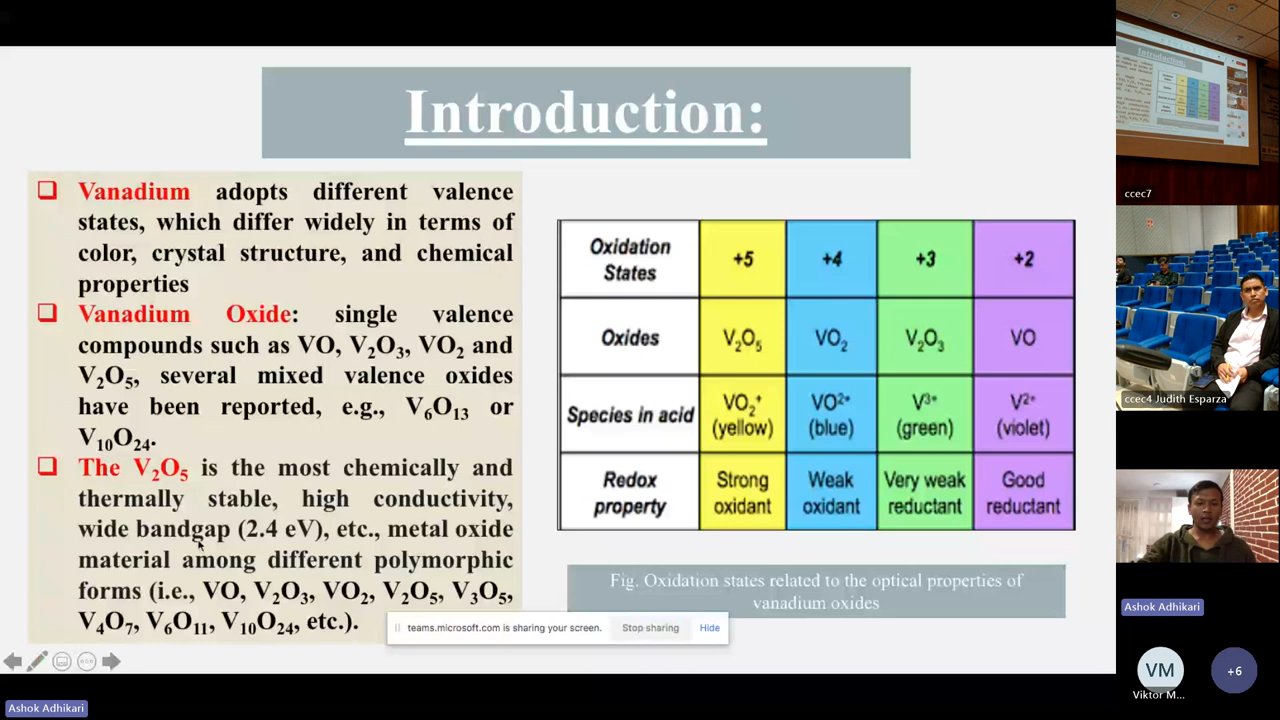 Introduction:
❑ Vanadium adopts different valence
states, which differ widely in terms of
color, crystal structure, and chemical
properties
❑ Vanadium Oxide: single valence
compounds such as VO, V₂O₃, VO₂ and
V₂O₅, several mixed valence oxides
have been reported, e.g., V₆O₁₃ or
V₁₀O₂₄.
❑ The V₂O₅ is the most chemically and
thermally stable, high conductivity,
wide bandgap (2.4 eV), etc., metal oxide
material among different polymorphic
forms (i.e., VO, V₂O₃, VO₂, V₂O₅, V₃O₅,
V₄O₇, V₆O₁₁, V₁₀O₂₄, etc.).
Oxidation
States
+5
+4
+3
+2
Oxides
V₂O₅
VO₂
V₂O₃
VO
Species in acid
VO₂⁺
(yellow)
VO²⁺
(blue)
V³⁺
(green)
V²⁺
(violet)
Redox
property
Strong
oxidant
Weak
oxidant
Very weak
reductant
Good
reductant
Fig. Oxidation states related to the optical properties of
vanadium oxides
teams.microsoft.com is sharing your screen. Stop sharing Hide
Ashok Adhikari
Introduction:
ccec7
ccec4 Judith Esparza
Ashok Adhikari
VM
Viktor M...
+6